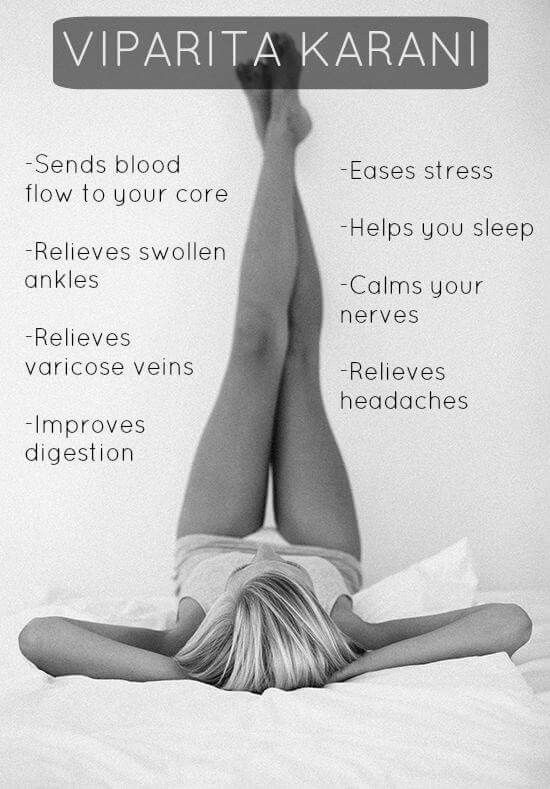 VIPARITA KARANI
-Sends blood
flow to your core
-Relieves swollen
ankles
-Relieves
varicose veins
-Improves
digestion
-Eases stress
-Helps you sleep
-Calms your
nerves
-Relieves
headaches